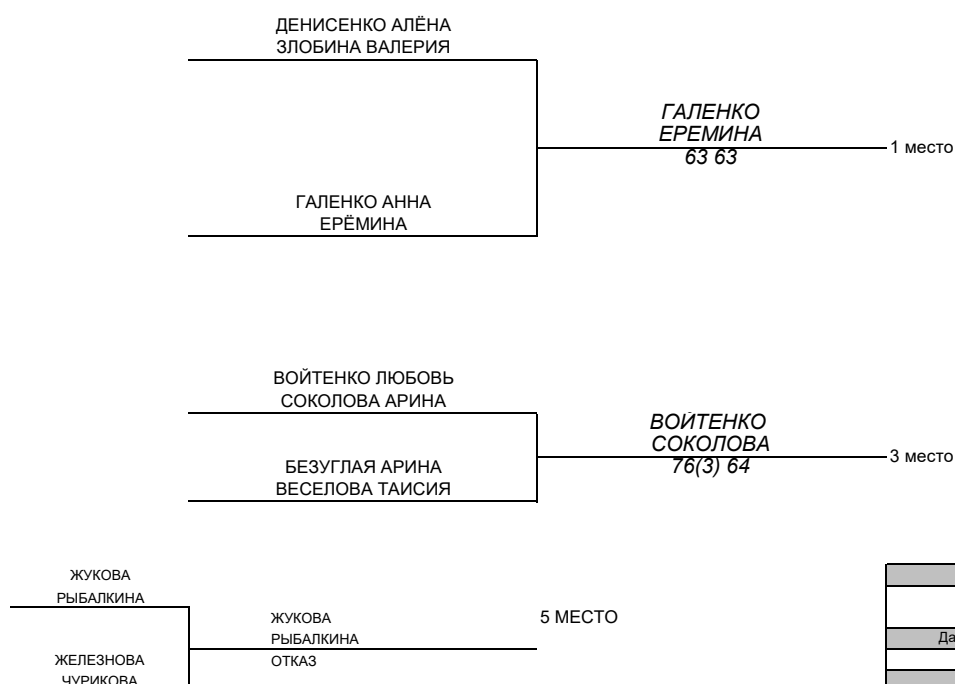 ДЕНИСЕНКО АЛЁНА
ЗЛОБИНА ВАЛЕРИЯ
ГАЛЕНКО
ЕРЕМИНА
63 63
1 место
ГАЛЕНКО АННА
ЕРЁМИНА
ВОЙТЕНКО ЛЮБОВЬ
СОКОЛОВА АРИНА
ВОЙТЕНКО
СОКОЛОВА
76(3) 64
3 место
БЕЗУГЛАЯ АРИНА
ВЕСЕЛОВА ТАИСИЯ
ЖУКОВА
РЫБАЛКИНА
ЖУКОВА
РЫБАЛКИНА
ОТКАЗ
5 МЕСТО
ЖЕЛЕЗНОВА
ЧУРИКОВА